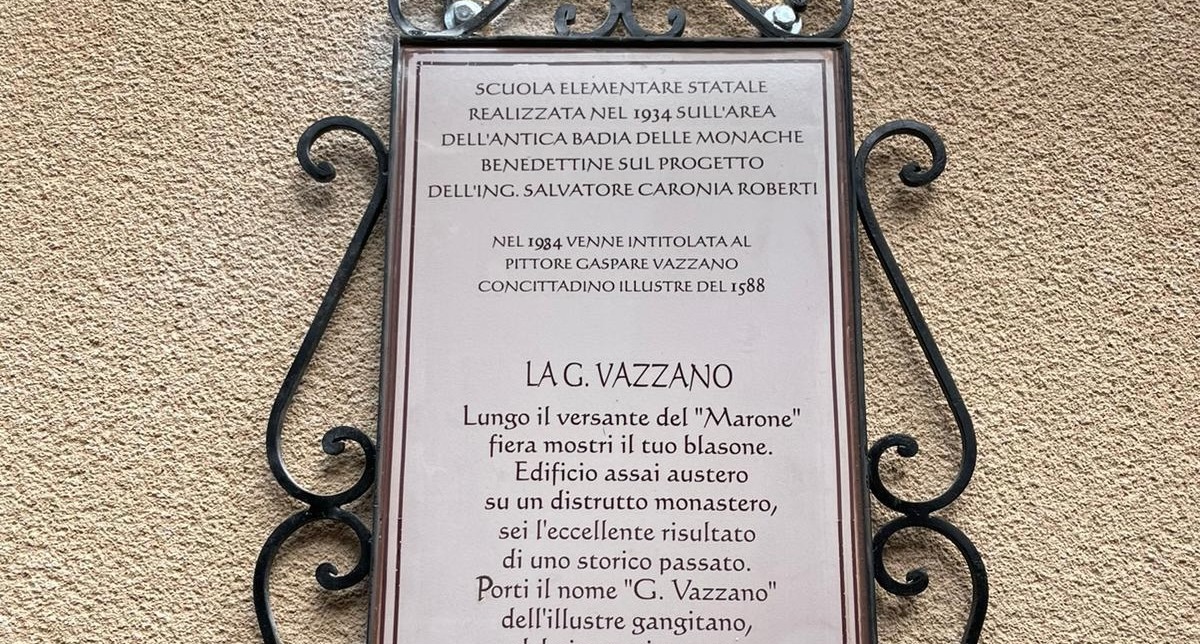 SCUOLA ELEMENTARE STATALE
REALIZZATA NEL 1934 SULL'AREA
DELL'ANTICA BADIA DELLE MONACHE
BENEDETTINE SUL PROGETTO
DELL'ING. SALVATORE CARONIA ROBERTI
NEL 1984 VENNE INTITOLATA AL
PITTORE GASPARE VAZZANO
CONCITTADINO ILLUSTRE DEL 1588
LA G. VAZZANO
Lungo il versante del "Marone"
fiera mostri il tuo blasone.
Edificio assai austero
su un distrutto monastero,
sei l'eccellente risultato
di uno storico passato.
Porti il nome "G. Vazzano"
dell'illustre gangitano,